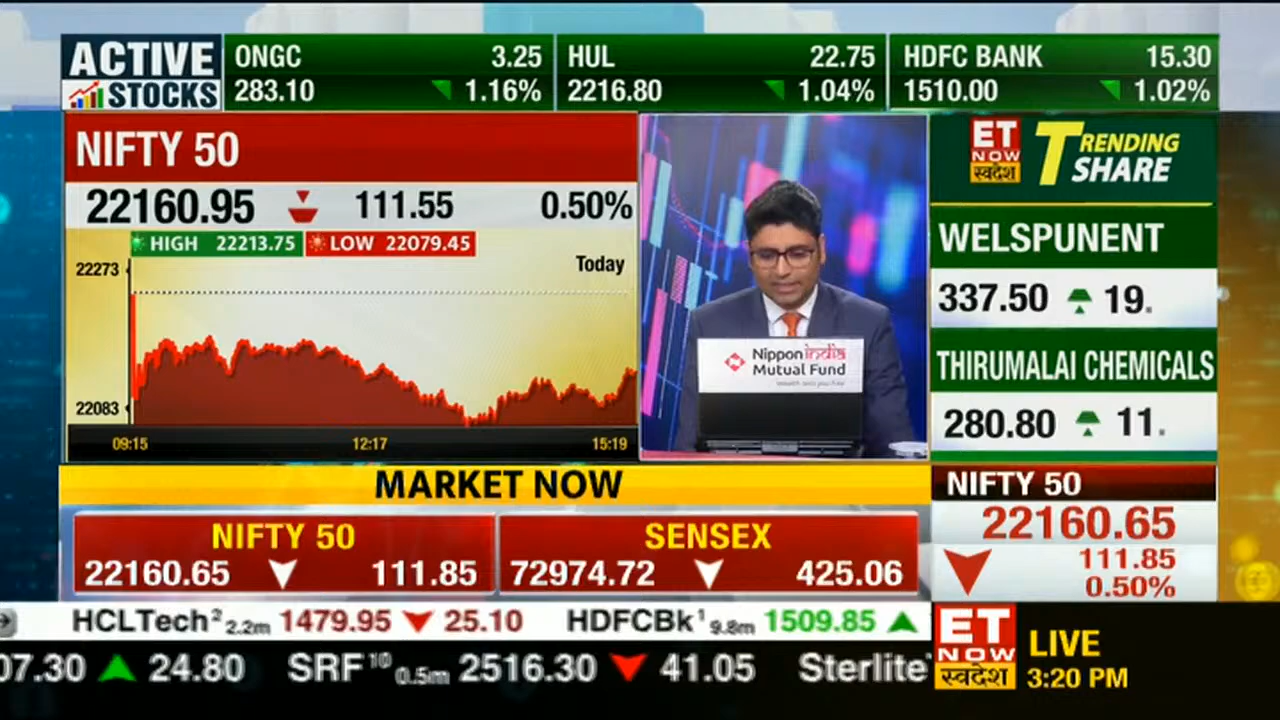 ACTIVE STOCKS
ONGC 3.25
283.10 1.16%
HUL 22.75
2216.80 1.04%
HDFC BANK 15.30
1510.00 1.02%
NIFTY 50
22160.95 111.55 0.50%
HIGH 22213.75 LOW 22079.45
Today
22273
22083
09:15 12:17 15:19
Nippon india
Mutual Fund
ET
NOW
स्वदेश
TRENDING
SHARE
WELSPUNENT
337.50 19.
THIRUMALAI CHEMICALS
280.80 11.
MARKET NOW
NIFTY 50
22160.65 111.85
SENSEX
72974.72 425.06
NIFTY 50
22160.65
111.85
0.50%
HCLTech² 2.2m 1479.95 25.10 HDFCBk¹ 9.8m 1509.85
07.30 24.80 SRF¹⁰ 0.5m 2516.30 41.05 Sterlite
ET
NOW
स्वदेश
LIVE
3:20 PM